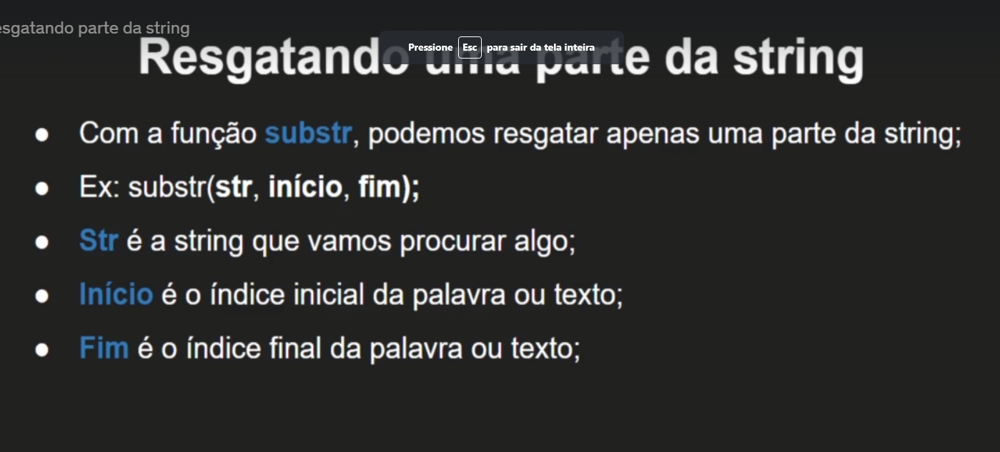 esgatando parte da string
Pressione Esc para sair da tela inteira
Resgatando uma parte da string
● Com a função substr, podemos resgatar apenas uma parte da string;
● Ex: substr(str, início, fim);
● Str é a string que vamos procurar algo;
● Início é o índice inicial da palavra ou texto;
● Fim é o índice final da palavra ou texto;